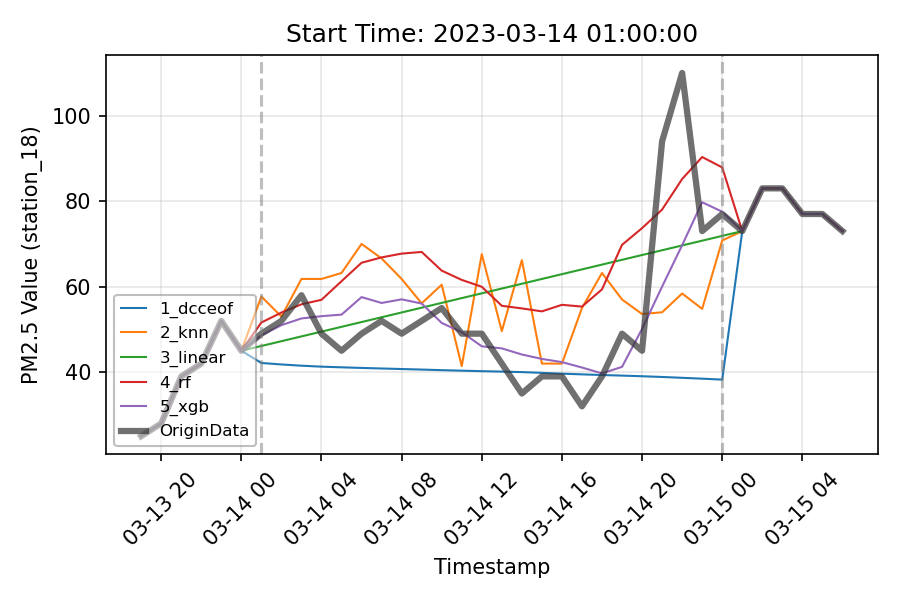 Start Time: 2023-03-14 01:00:00
PM2.5 Value (station_18)
100
80
60
40
1_dcceof
2_knn
3_linear
4_rf
5_xgb
OriginData
03-13 20
03-14 00
03-14 04
03-14 08
03-14 12
03-14 16
03-14 20
03-15 00
03-15 04
Timestamp